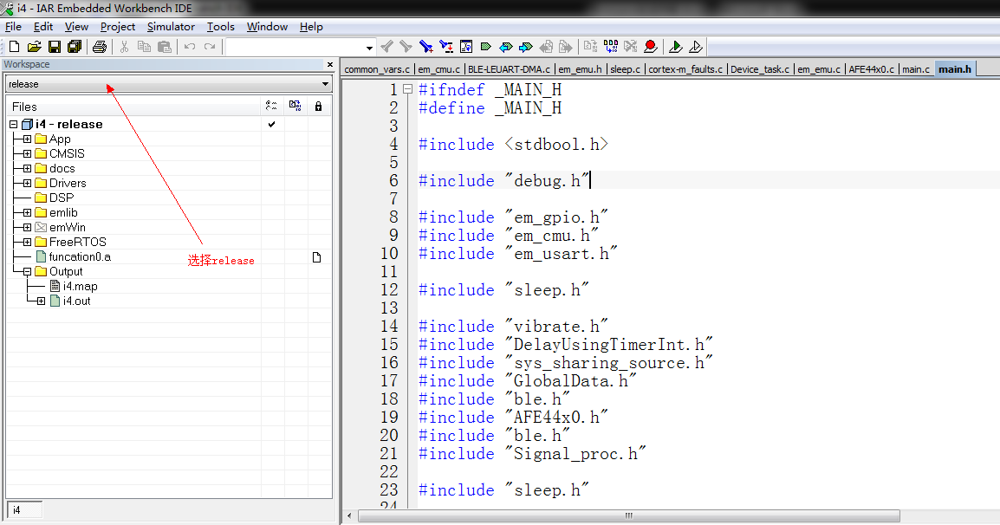 i4 - IAR Embedded Workbench IDE
File Edit View Project Simulator Tools Window Help
Workspace
release
Files
i4 - release
App
CMSIS
docs
Drivers
DSP
emlib
emWin
FreeRTOS
funcation0.a
Output
i4.map
i4.out
选择release
i4
common_vars.c em_cmu.c BLE-LEUART-DMA.c em_emu.h sleep.c cortex-m_faults.c Device_task.c em_emu.c AFE44x0.c main.c main.h
1 #ifndef _MAIN_H
2 #define _MAIN_H
3
4 #include <stdbool.h>
5
6 #include "debug.h"
7
8 #include "em_gpio.h"
9 #include "em_cmu.h"
10 #include "em_usart.h"
11
12 #include "sleep.h"
13
14 #include "vibrate.h"
15 #include "DelayUsingTimerInt.h"
16 #include "sys_sharing_source.h"
17 #include "GlobalData.h"
18 #include "ble.h"
19 #include "AFE44x0.h"
20 #include "ble.h"
21 #include "Signal_proc.h"
22
23 #include "sleep.h"
24